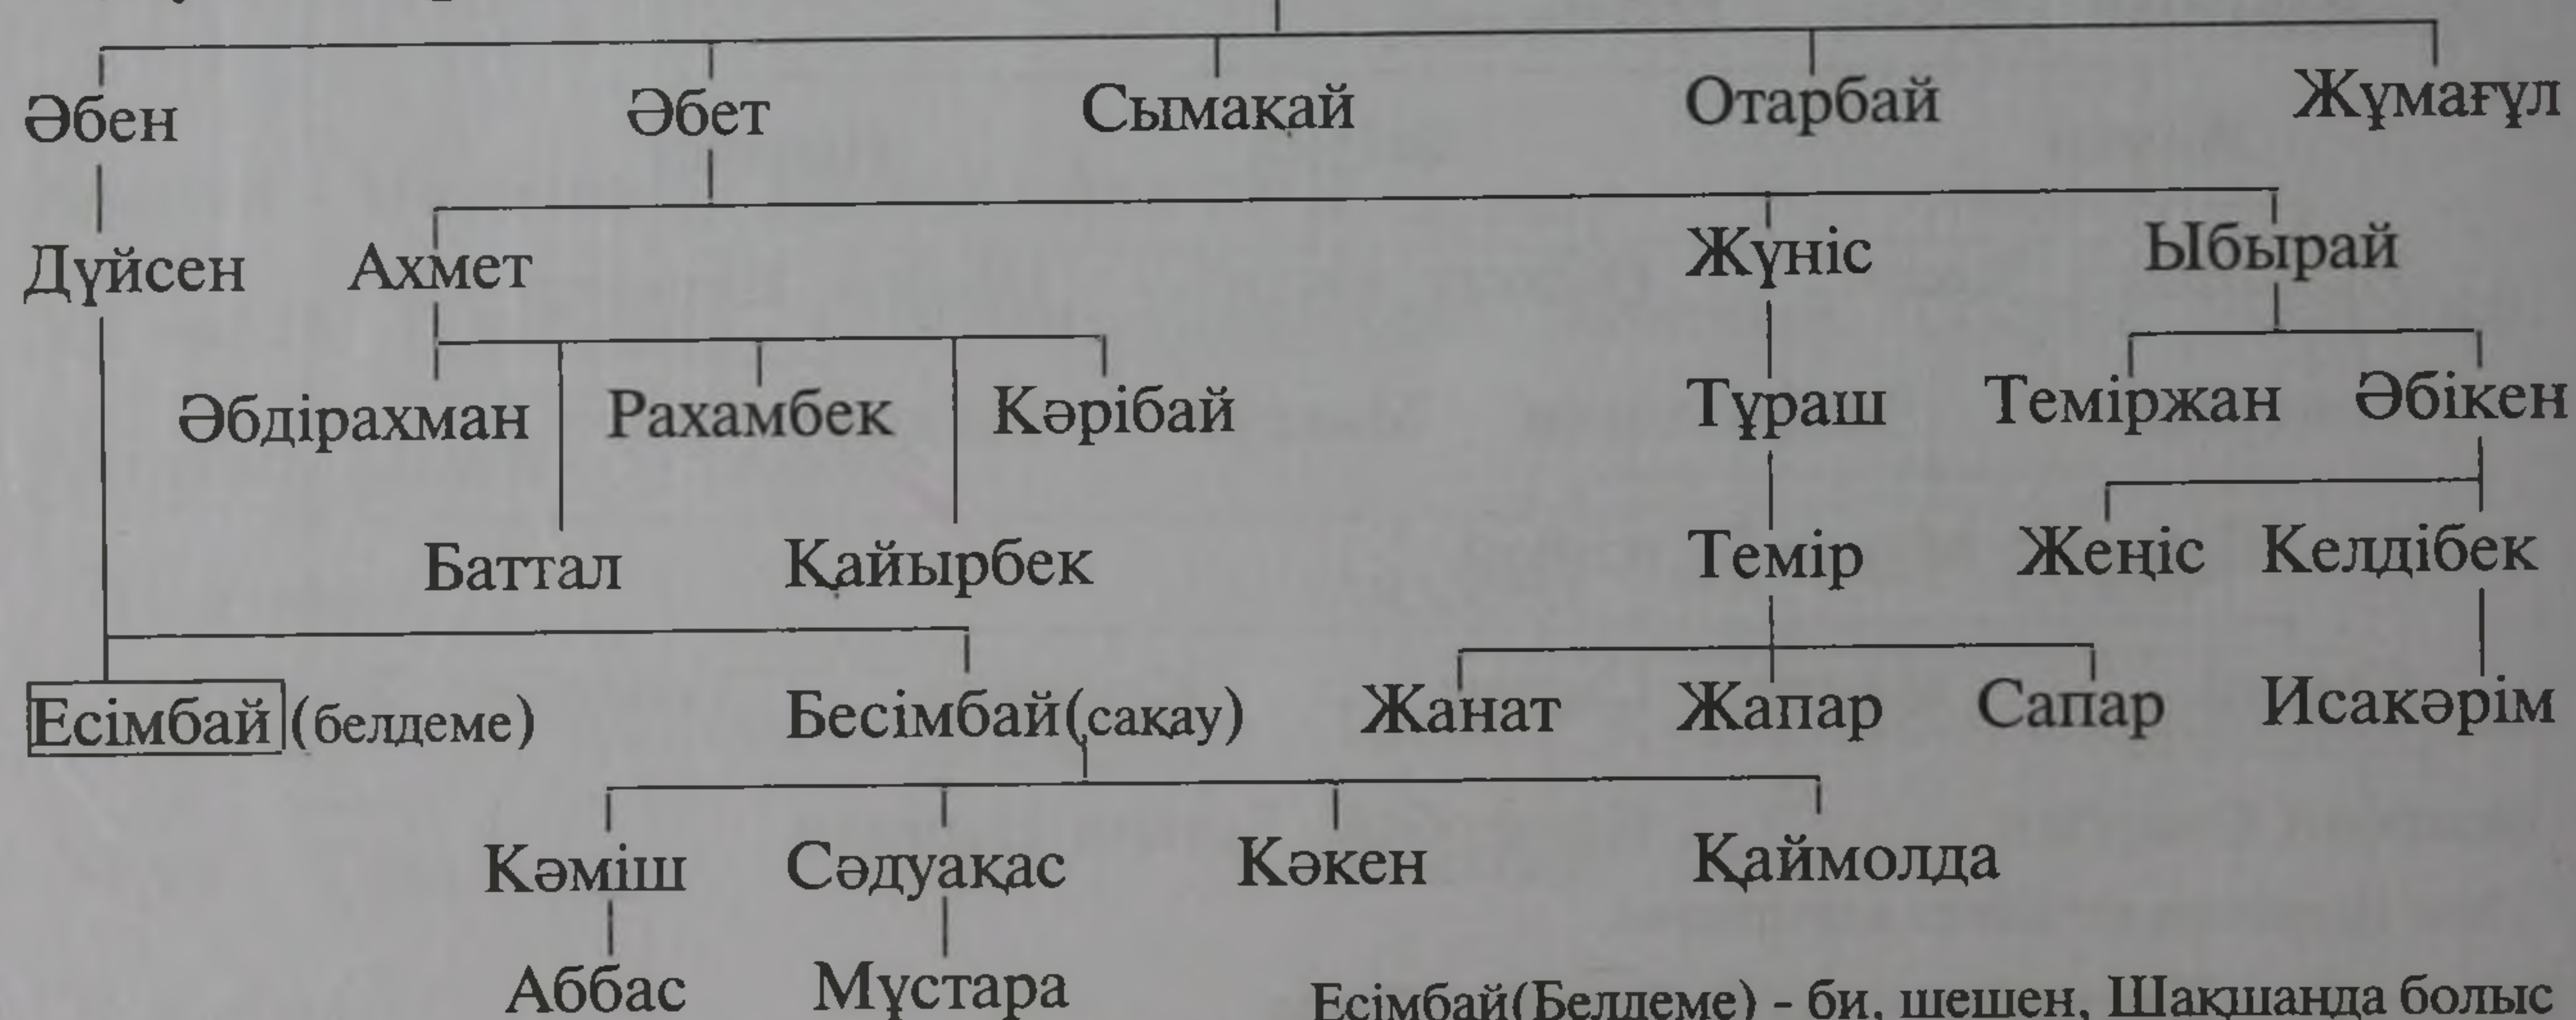 Әбен Әбет Сымақай Отарбай Жұмағұл
Дүйсен Ахмет Жүніс Ыбырай
Әбдірахман Рахамбек Кәрібай Тұраш Теміржан Әбікен
Баттал Қайырбек Темір Жеңіс Келдібек
Есімбай (белдеме) Бесімбай(сақау) Жанат Жапар Сапар Исакәрім
Кәміш Сәдуақас Кәкен Қаймолда
Аббас Мұстара
Есімбай(Белдеме) - би, шешен, Шақшанда болыс